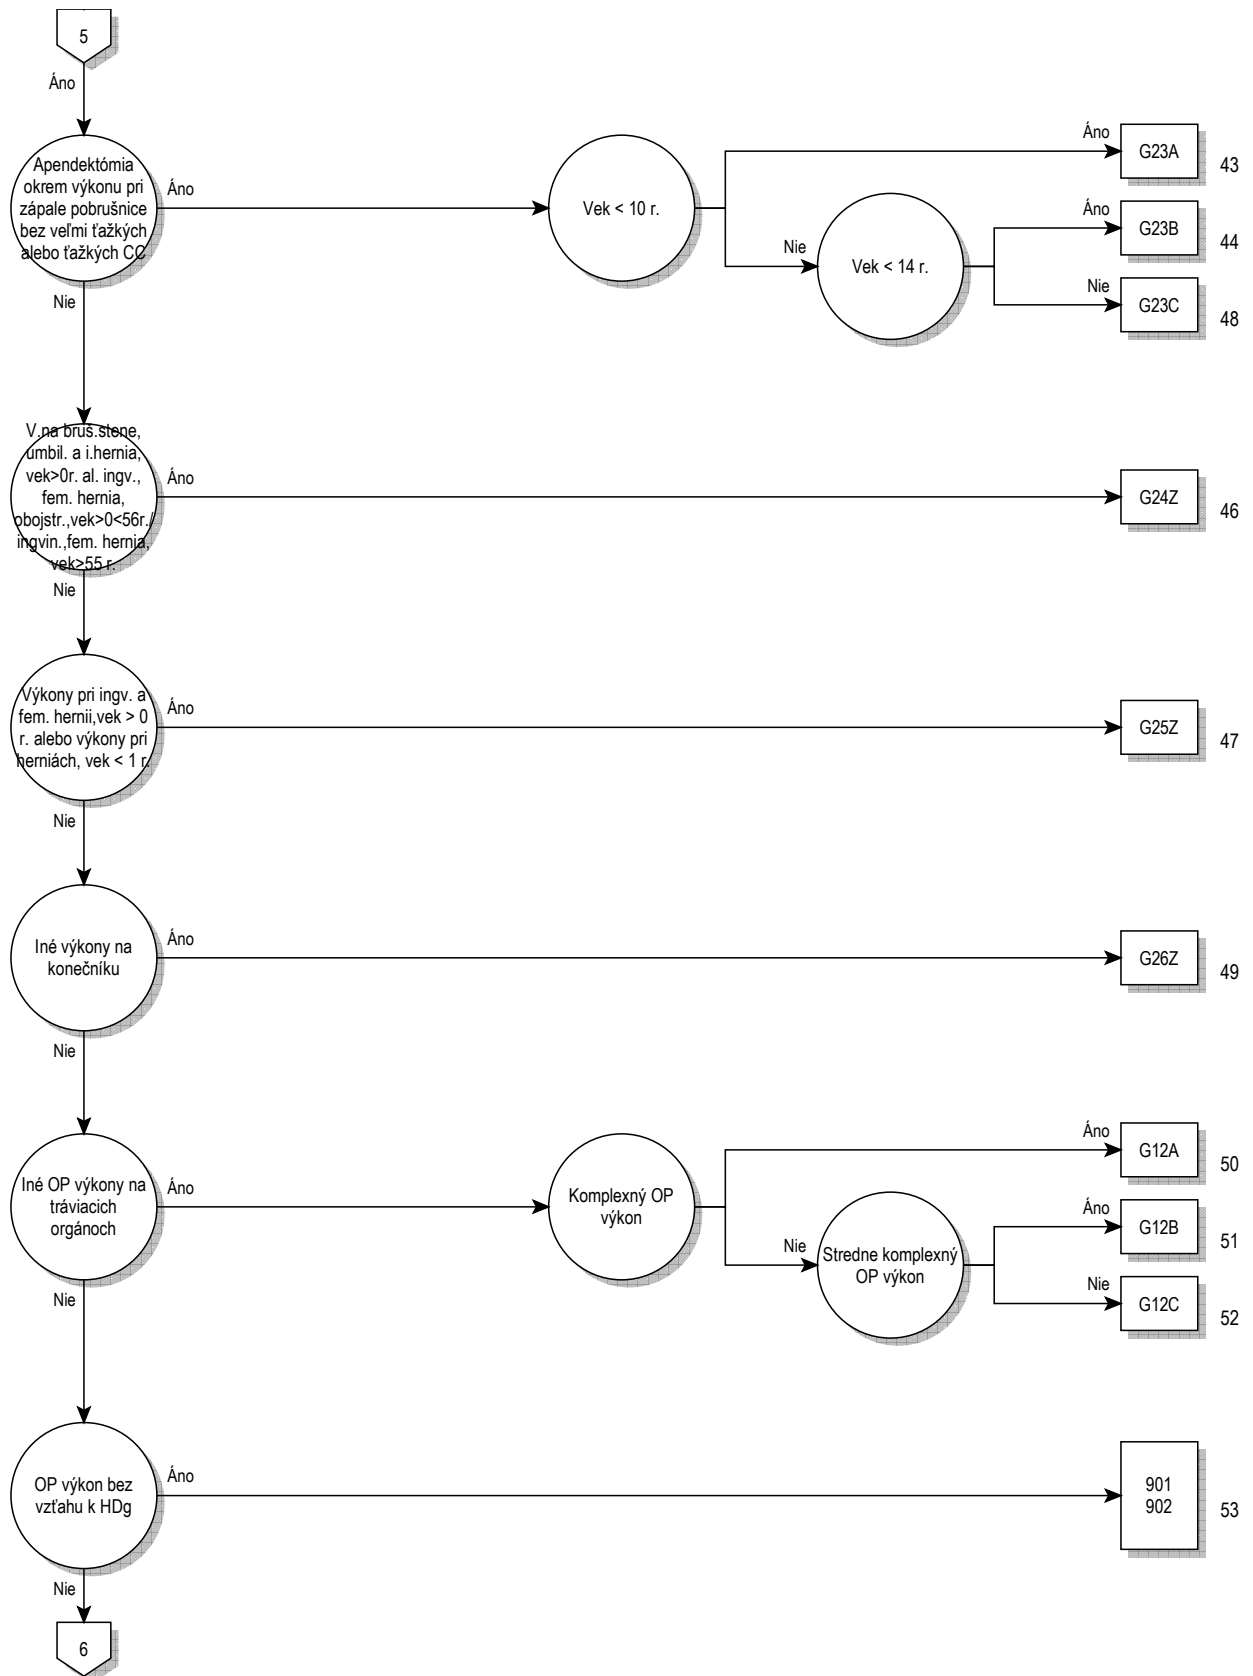 5
Áno
Apendektómia
okrem výkonu pri
zápale pobrušnice
bez veľmi ťažkých
alebo ťažkých CC
Áno
Vek < 10 r.
Áno
G23A
43
Nie
Vek < 14 r.
Áno
G23B
44
Nie
G23C
48
Nie
V.na bruš.stene,
umbil. a i.hernia,
vek>0r. al. ingv.,
fem. hernia,
obojstr.,vek>0<56r./
ingvin.,fem. hernia,
vek>55 r.
Áno
G24Z
46
Nie
Výkony pri ingv. a
fem. hernii,vek > 0
r. alebo výkony pri
herniách, vek < 1 r.
Áno
G25Z
47
Nie
Iné výkony na
konečníku
Áno
G26Z
49
Nie
Iné OP výkony na
tráviacich
orgánoch
Áno
Komplexný OP
výkon
Áno
G12A
50
Nie
Stredne komplexný
OP výkon
Áno
G12B
51
Nie
G12C
52
Nie
OP výkon bez
vzťahu k HDg
Áno
901
902
53
Nie
6